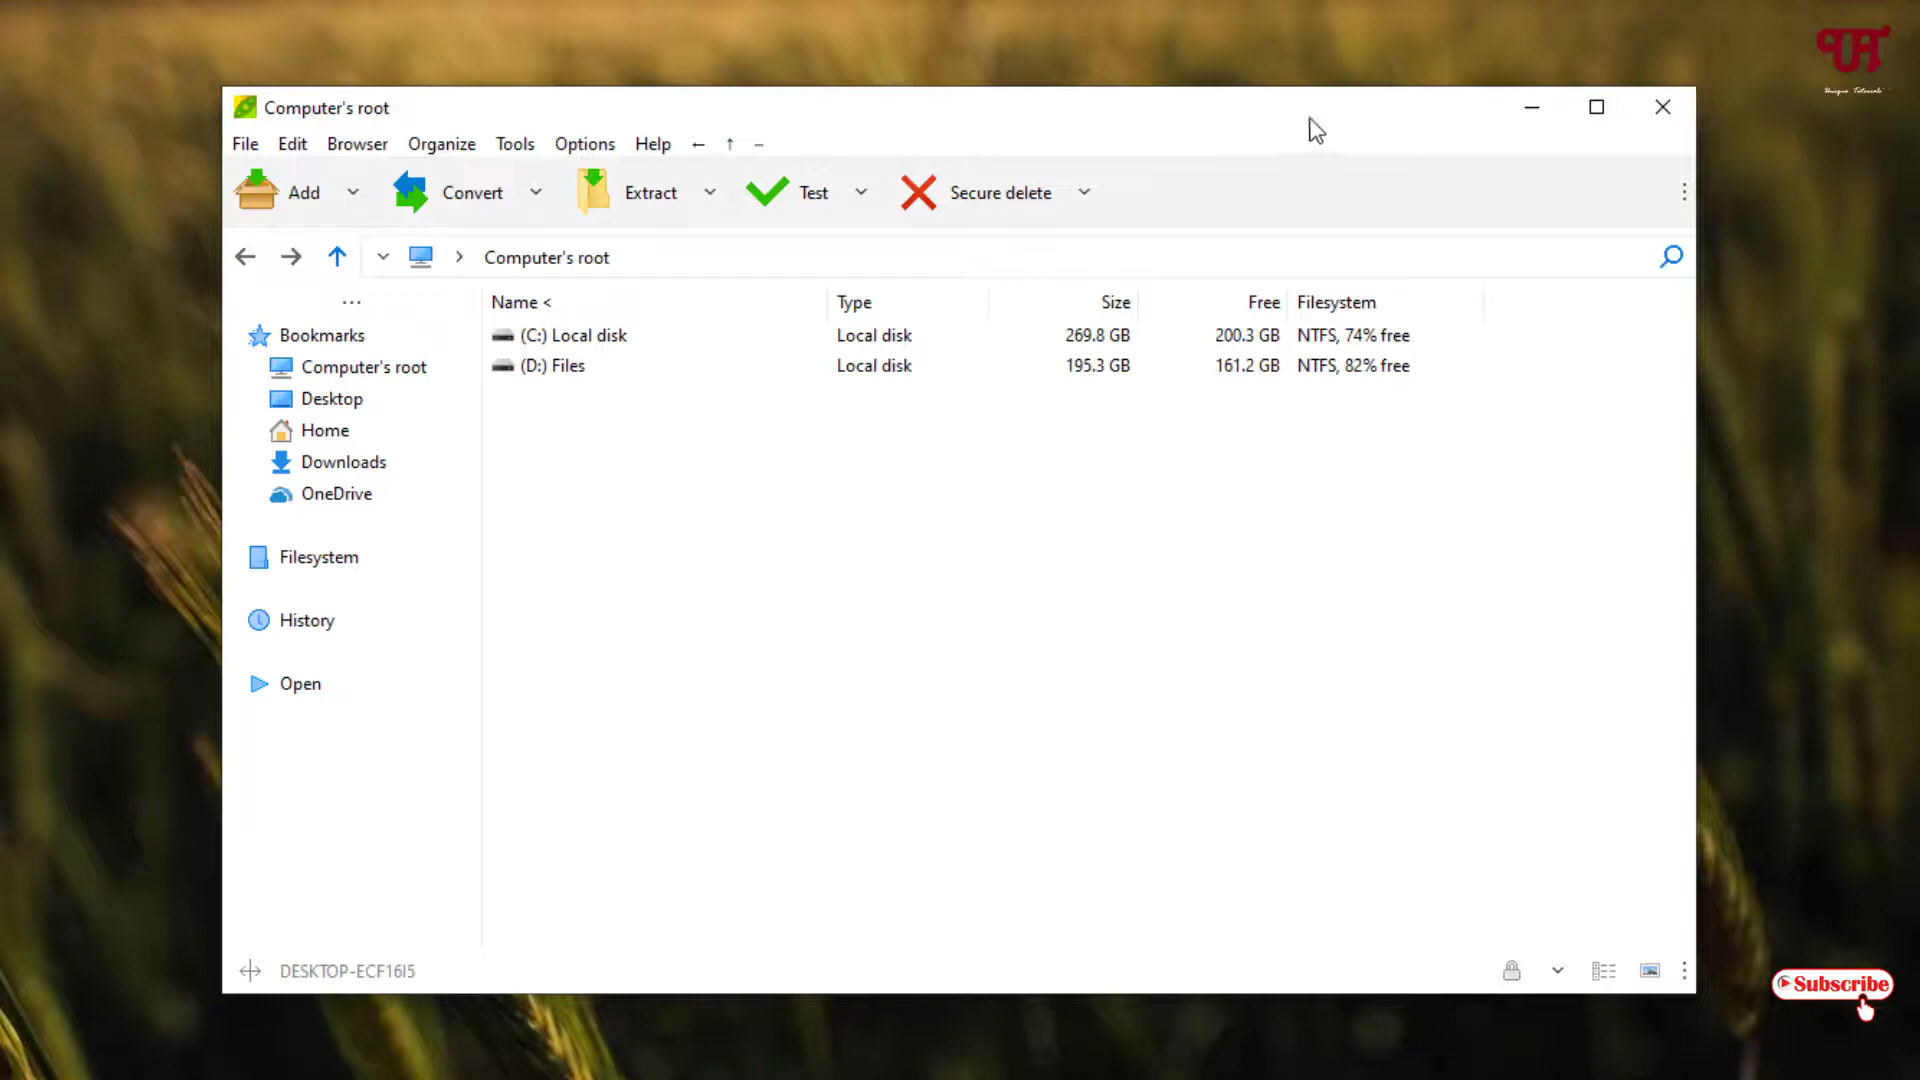 Unique Tutorials
Computer's root
File Edit Browser Organize Tools Options Help
Add Convert Extract Test Secure delete
Computer's root
Name < Type Size Free Filesystem
Bookmarks
Computer's root
Desktop
Home
Downloads
OneDrive
Filesystem
History
Open
(C:) Local disk Local disk 269.8 GB 200.3 GB NTFS, 74% free
(D:) Files Local disk 195.3 GB 161.2 GB NTFS, 82% free
DESKTOP-ECF16I5
Subscribe